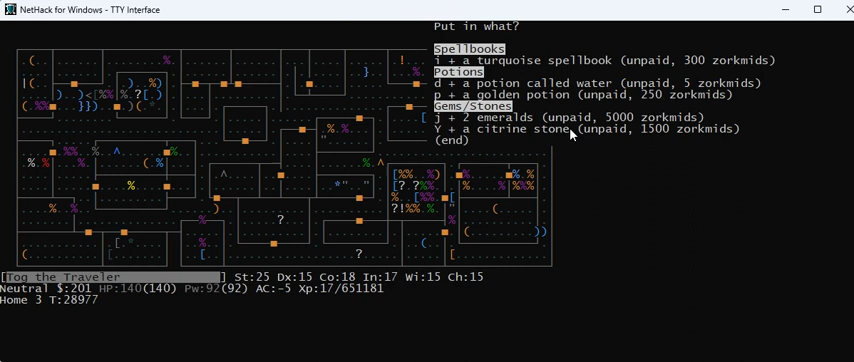 NetHack for Windows - TTY Interface
Put in what?
Spellbooks
i + a turquoise spellbook (unpaid, 300 zorkmids)
Potions
d + a potion called water (unpaid, 5 zorkmids)
p + a golden potion (unpaid, 250 zorkmids)
Gems/Stones
j + 2 emeralds (unpaid, 5000 zorkmids)
Y + a citrine stone (unpaid, 1500 zorkmids)
(end)
[Tog the Traveler ] St:25 Dx:15 Co:18 In:17 Wi:15 Ch:15
Neutral $:201 HP:140(140) Pw:92(92) AC:-5 Xp:17/651181
Home 3 T:28977